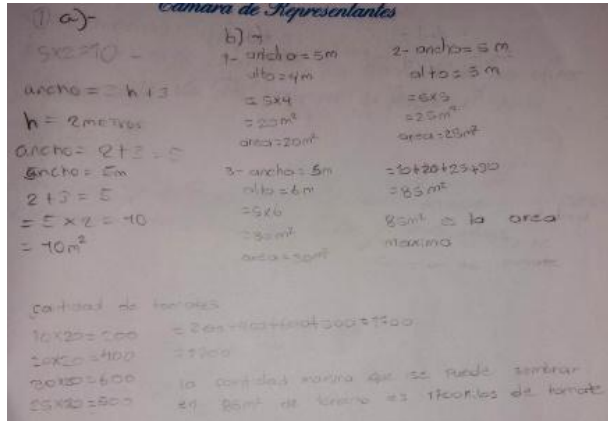 Cámara de Representantes
1) a)-
5x2=10 -
ancho = h + 3
h = 2metros
ancho= 2+3 = 5
ancho= 5m
2 + 3 = 5
= 5 x 2 = 10
= 10m²
b)
1- ancho=5m
alto=4m
= 5x4
= 20m²
area=20m²
2- ancho= 5 m
alto= 5m
=5x5
=25m²
area=25m²
3- ancho= 5m
alto = 6m
=5x6
=30m²
area=30m²
=10+20+25+30
=85m²
85m² es la area
maxima
cantidad de tomates
10x20=200
20x20=400
30x20=600
25x20=500
= 200+400+600+500=1700
=1700
la cantidad maxima que se puede sembrar
en 85m² de terreno es 1700 kilos de tomate